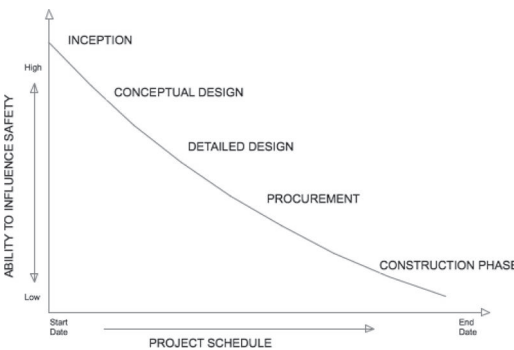 INCEPTION
High
CONCEPTUAL DESIGN
DETAILED DESIGN
ABILITY TO INFLUENCE SAFETY
PROCUREMENT
CONSTRUCTION PHASE
Low
Start
Date
End
Date
PROJECT SCHEDULE